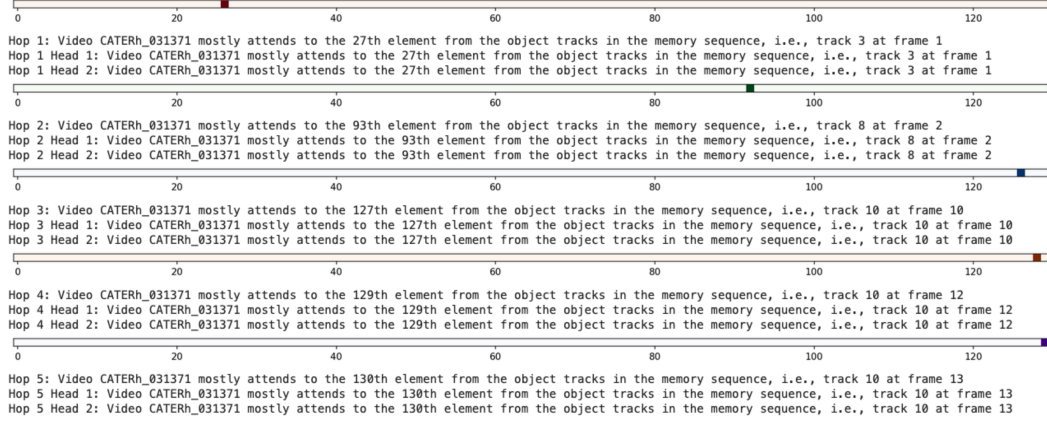 0 20 40 60 80 100 120
Hop 1: Video CATERh_031371 mostly attends to the 27th element from the object tracks in the memory sequence, i.e., track 3 at frame 1
Hop 1 Head 1: Video CATERh_031371 mostly attends to the 27th element from the object tracks in the memory sequence, i.e., track 3 at frame 1
Hop 1 Head 2: Video CATERh_031371 mostly attends to the 27th element from the object tracks in the memory sequence, i.e., track 3 at frame 1
0 20 40 60 80 100 120
Hop 2: Video CATERh_031371 mostly attends to the 93th element from the object tracks in the memory sequence, i.e., track 8 at frame 2
Hop 2 Head 1: Video CATERh_031371 mostly attends to the 93th element from the object tracks in the memory sequence, i.e., track 8 at frame 2
Hop 2 Head 2: Video CATERh_031371 mostly attends to the 93th element from the object tracks in the memory sequence, i.e., track 8 at frame 2
0 20 40 60 80 100 120
Hop 3: Video CATERh_031371 mostly attends to the 127th element from the object tracks in the memory sequence, i.e., track 10 at frame 10
Hop 3 Head 1: Video CATERh_031371 mostly attends to the 127th element from the object tracks in the memory sequence, i.e., track 10 at frame 10
Hop 3 Head 2: Video CATERh_031371 mostly attends to the 127th element from the object tracks in the memory sequence, i.e., track 10 at frame 10
0 20 40 60 80 100 120
Hop 4: Video CATERh_031371 mostly attends to the 129th element from the object tracks in the memory sequence, i.e., track 10 at frame 12
Hop 4 Head 1: Video CATERh_031371 mostly attends to the 129th element from the object tracks in the memory sequence, i.e., track 10 at frame 12
Hop 4 Head 2: Video CATERh_031371 mostly attends to the 129th element from the object tracks in the memory sequence, i.e., track 10 at frame 12
0 20 40 60 80 100 120
Hop 5: Video CATERh_031371 mostly attends to the 130th element from the object tracks in the memory sequence, i.e., track 10 at frame 13
Hop 5 Head 1: Video CATERh_031371 mostly attends to the 130th element from the object tracks in the memory sequence, i.e., track 10 at frame 13
Hop 5 Head 2: Video CATERh_031371 mostly attends to the 130th element from the object tracks in the memory sequence, i.e., track 10 at frame 13